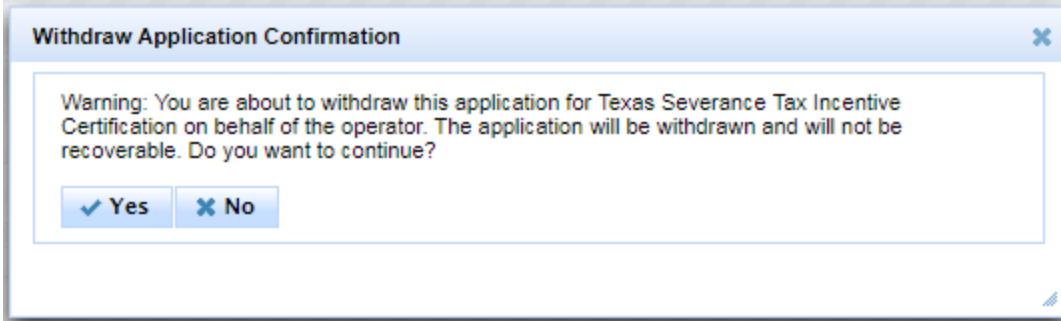 Withdraw Application Confirmation
Warning: You are about to withdraw this application for Texas Severance Tax Incentive
Certification on behalf of the operator. The application will be withdrawn and will not be
recoverable. Do you want to continue?
Yes No